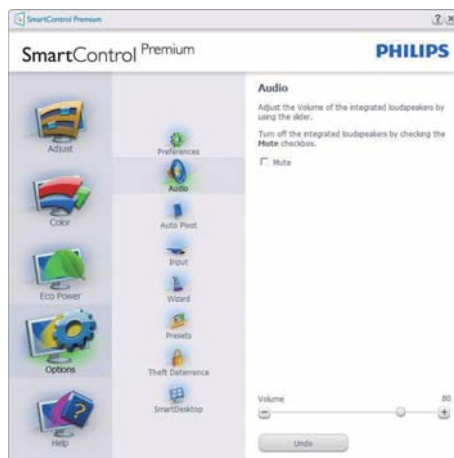 SmartControl Premium
SmartControl Premium
PHILIPS
Adjust
Color
Eco Power
Options
Help
Preferences
Audio
Auto Pivot
Input
Wizard
Presets
Theft Deterrence
SmartDesktop
Audio
Adjust the Volume of the integrated loudspeakers by
using the slider.
Turn off the integrated loudspeakers by checking the
Mute checkbox.
Mute
Volume 80
Undo